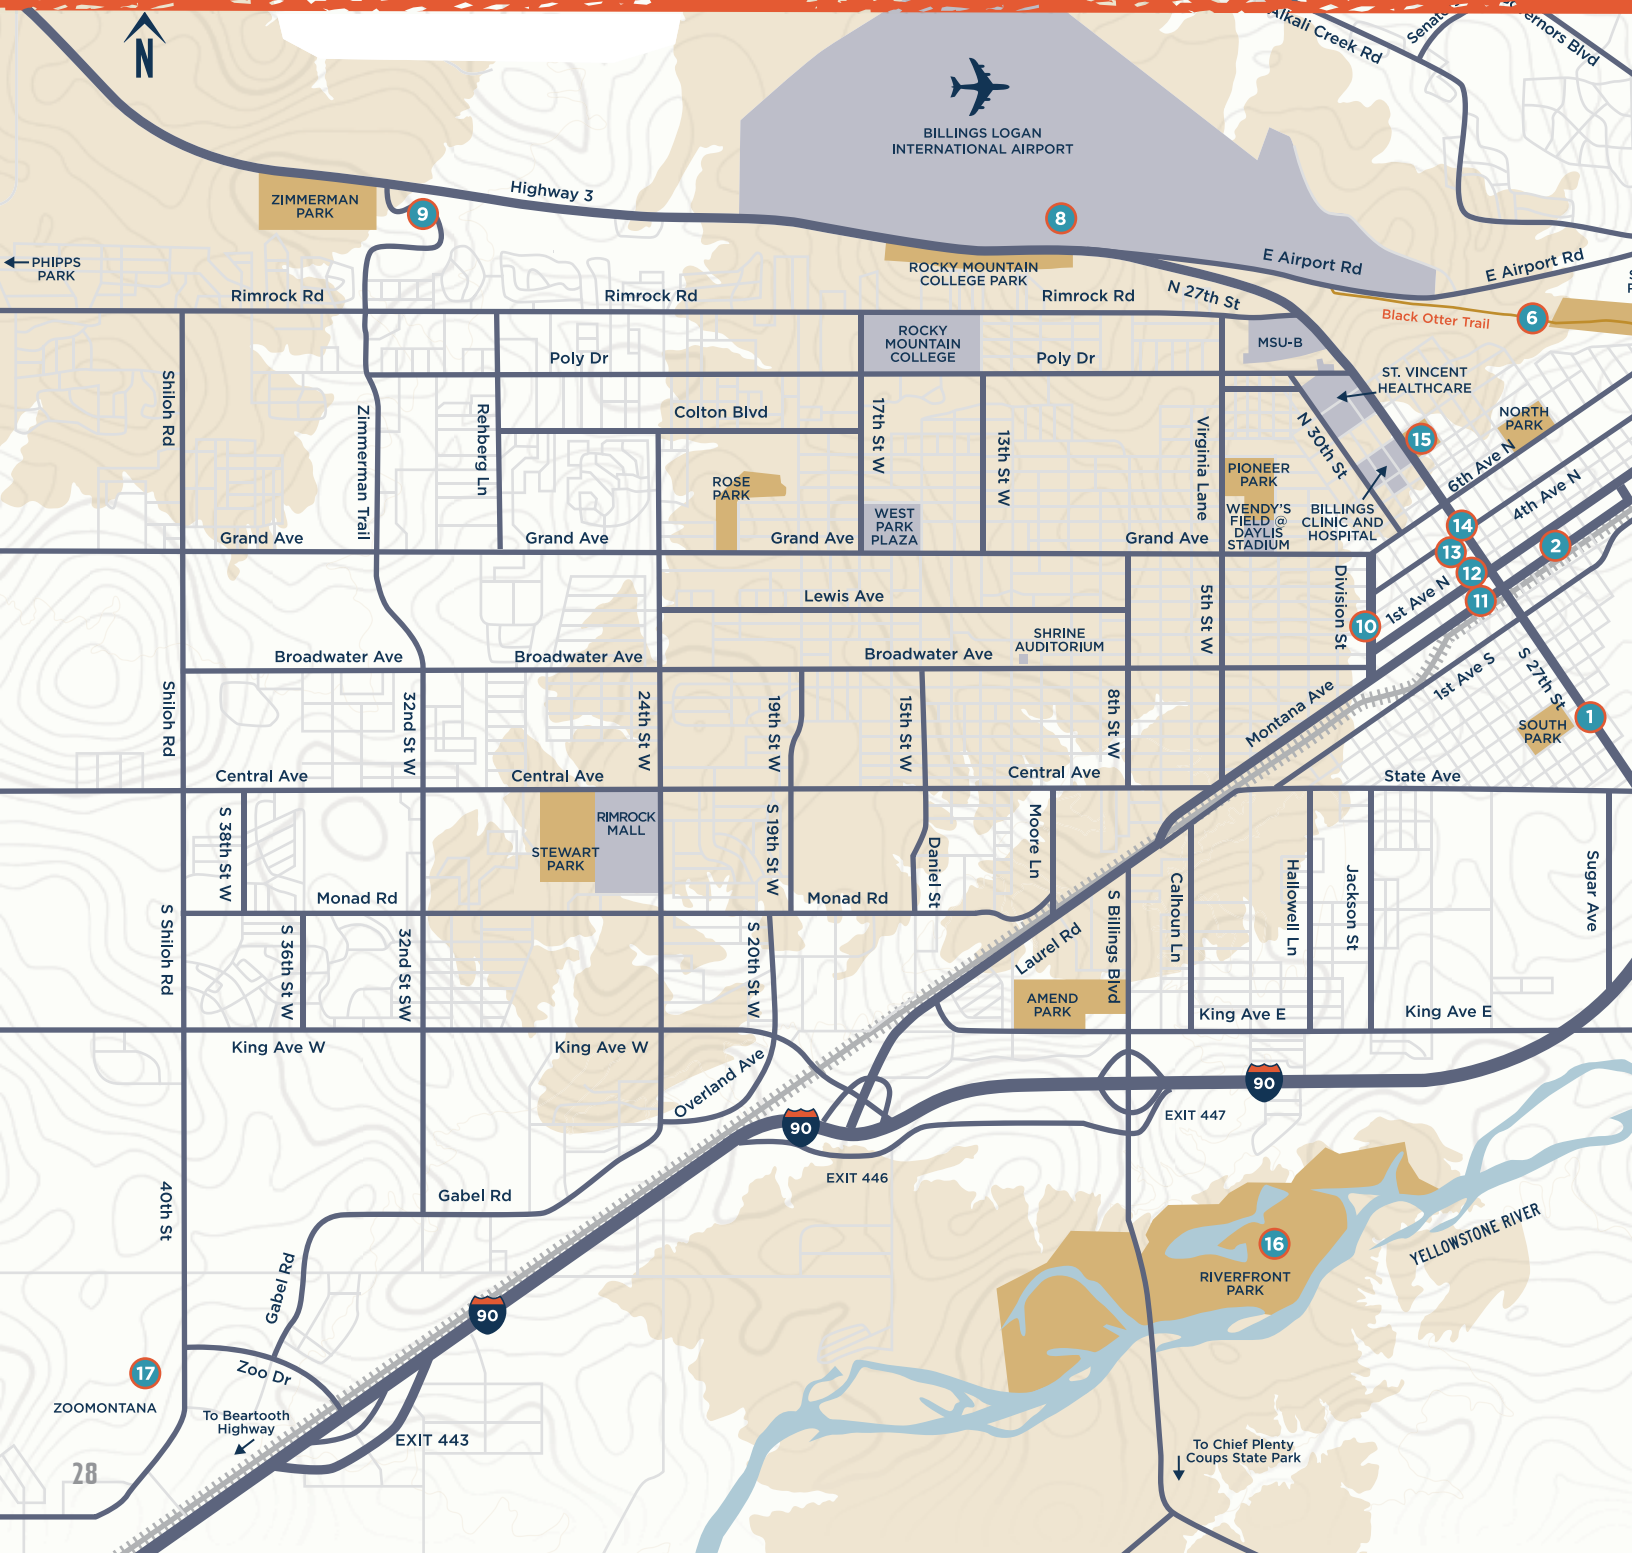 Alkali Creek Rd
ernors Blvd
N
BILLINGS LOGAN
INTERNATIONAL AIRPORT
Highway 3
ZIMMERMAN
PARK
9
8
PHIPPS
PARK
ROCKY MOUNTAIN
COLLEGE PARK
E Airport Rd
E Airport Rd
Rimrock Rd
Rimrock Rd
Rimrock Rd
N 27th St
Black Otter Trail
6
ROCKY
MOUNTAIN
COLLEGE
MSU-B
Poly Dr
Poly Dr
ST. VINCENT
HEALTHCARE
Shiloh Rd
Zimmerman Trail
Rehberg Ln
Colton Blvd
17th St W
13th St W
Virginia Lane
N 30th St
NORTH
PARK
15
6th Ave N
4th Ave N
ROSE
PARK
PIONEER
PARK
WEST
PARK
PLAZA
WENDY'S
FIELD @
DAYLIS
STADIUM
BILLINGS
CLINIC AND
HOSPITAL
14
13
12
11
2
Grand Ave
Grand Ave
Grand Ave
Grand Ave
Lewis Ave
5th St W
Division St
1st Ave N
10
SHRINE
AUDITORIUM
Broadwater Ave
Broadwater Ave
Broadwater Ave
1st Ave S
S 27th St
Shiloh Rd
32nd St W
24th St W
19th St W
15th St W
8th St W
Montana Ave
1
SOUTH
PARK
Central Ave
Central Ave
Central Ave
State Ave
S 38th St W
RIMROCK
MALL
STEWART
PARK
S 19th St W
Daniel St
Moore Ln
Calhoun Ln
Hallowell Ln
Jackson St
Sugar Ave
Monad Rd
Monad Rd
S Shiloh Rd
S 36th St W
32nd St SW
S 20th St W
Laurel Rd
S Billings Blvd
AMEND
PARK
King Ave E
King Ave E
King Ave W
King Ave W
Overland Ave
90
90
EXIT 447
EXIT 446
40th St
Gabel Rd
Gabel Rd
YELLOWSTONE RIVER
16
RIVERFRONT
PARK
90
17
Zoo Dr
ZOOMONTANA
To Beartooth
Highway
EXIT 443
To Chief Plenty
Coups State Park
28